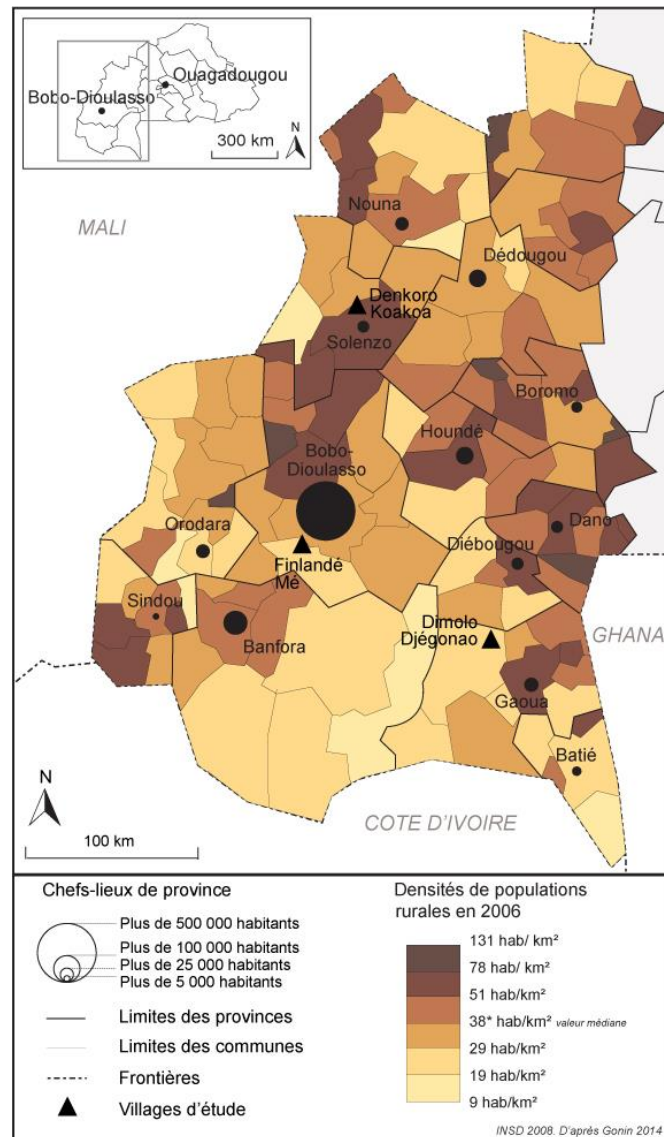 Ouagadougou
Bobo-Dioulasso
300 km
N
MALI
Nouna
Dédougou
Denkoro
Koakoa
Solenzo
Boromo
Houndé
Bobo-
Dioulasso
Orodara
Dano
Diébougou
Finlandé
Mé
Sindou
Banfora
Dimolo
Djégonao
GHANA
Gaoua
Batié
N
COTE D'IVOIRE
100 km
Chefs-lieux de province
Plus de 500 000 habitants
Plus de 100 000 habitants
Plus de 25 000 habitants
Plus de 5 000 habitants
Limites des provinces
Limites des communes
Frontières
Villages d'étude
Densités de populations
rurales en 2006
131 hab/ km²
78 hab/ km²
51 hab/km²
38* hab/km² valeur médiane
29 hab/km²
19 hab/km²
9 hab/km²
INSD 2008. D'après Gonin 2014